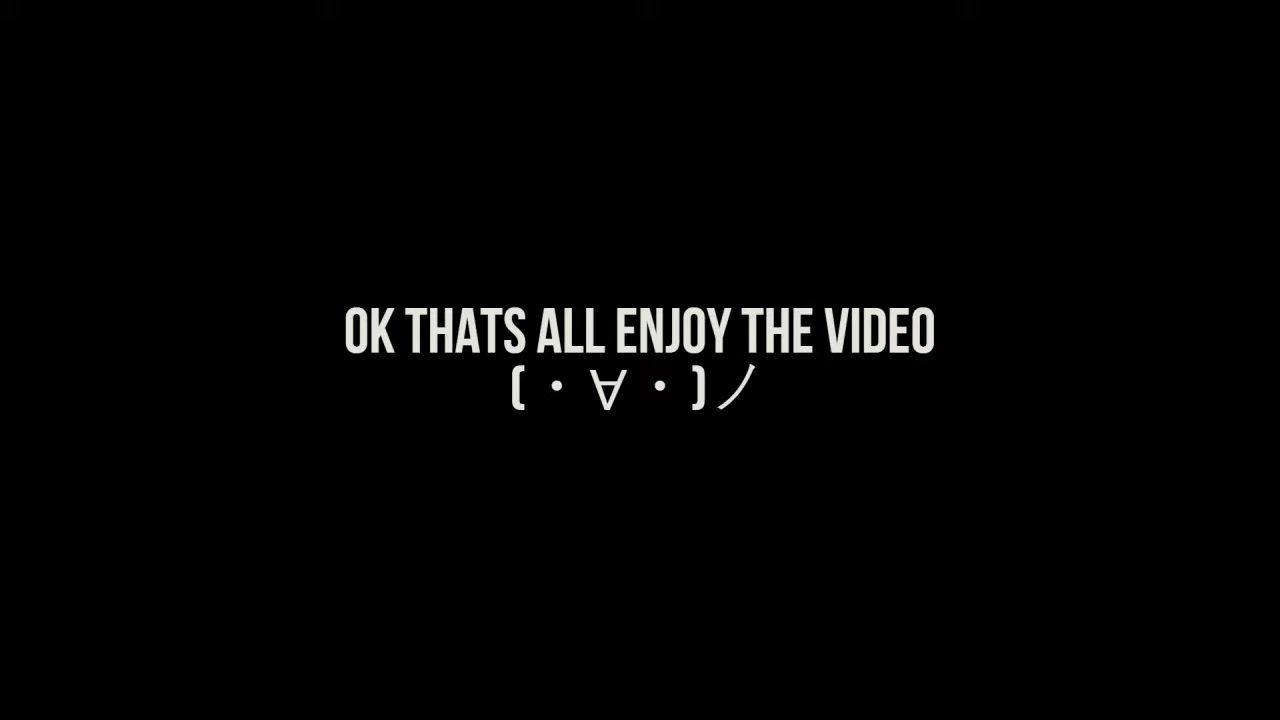 OK THATS ALL ENJOY THE VIDEO
(・∀・)ノ